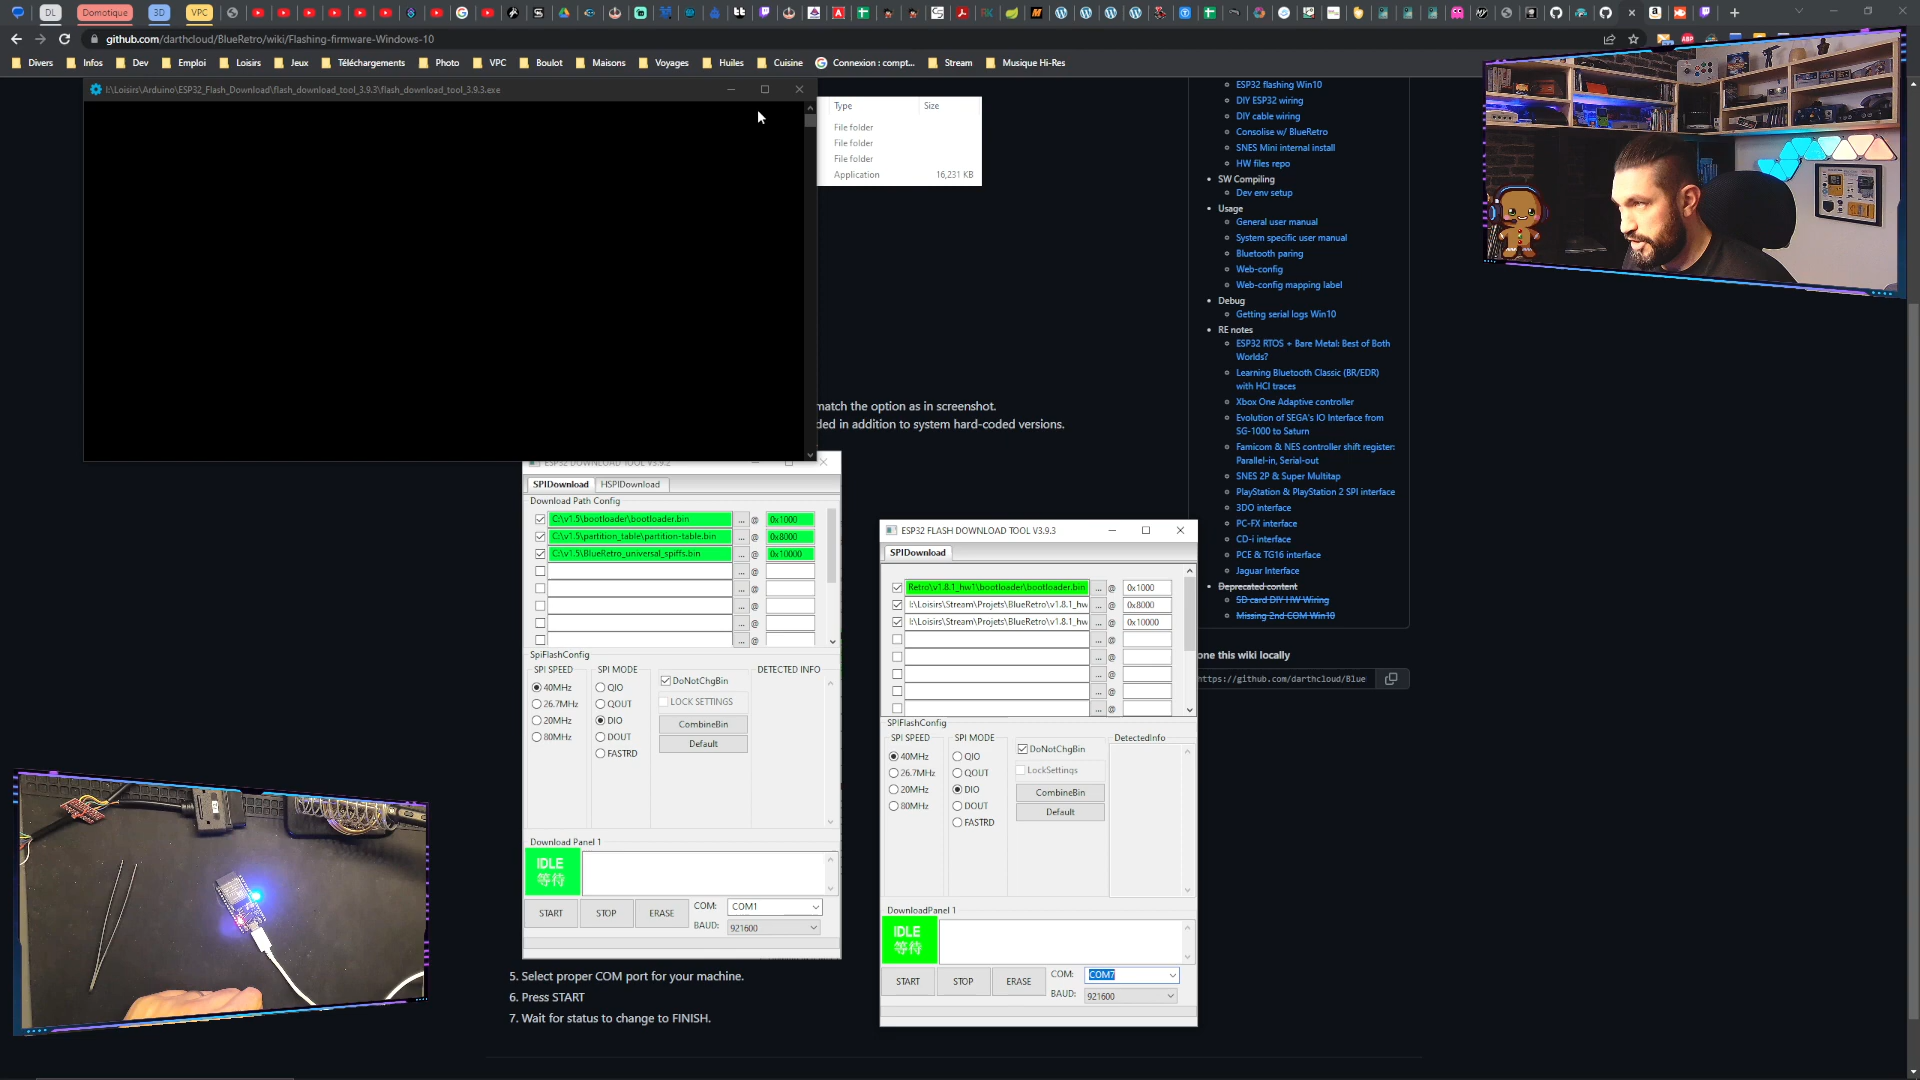 DL
Domotique
3D
VPC
github.com/darthcloud/BlueRetro/wiki/Flashing-firmware-Windows-10
Divers
Infos
Dev
Emploi
Loisirs
Jeux
Téléchargements
Photo
VPC
Boulot
Maisons
Voyages
Huiles
Cuisine
Connexion : compt...
Stream
Musique Hi-Res
I:\Loisirs\Arduino\ESP32_Flash_Download\flash_download_tool_3.9.3\flash_download_tool_3.9.3.exe
Type Size
File folder
File folder
File folder
Application 16,231 KB
match the option as in screenshot.
ded in addition to system hard-coded versions.
ESP32 flashing Win10
DIY ESP32 wiring
DIY cable wiring
Consolise w/ BlueRetro
SNES Mini internal install
HW files repo
SW Compiling
Dev env setup
Usage
General user manual
System specific user manual
Bluetooth paring
Web-config
Web-config mapping label
Debug
Getting serial logs Win10
RE notes
ESP32 RTOS + Bare Metal: Best of Both
Worlds?
Learning Bluetooth Classic (BR/EDR)
with HCI traces
Xbox One Adaptive controller
Evolution of SEGA's IO Interface from
SG-1000 to Saturn
Famicom & NES controller shift register:
Parallel-in, Serial-out
SNES 2P & Super Multitap
PlayStation & PlayStation 2 SPI interface
3DO interface
PC-FX interface
CD-i interface
PCE & TG16 interface
Jaguar Interface
Deprecated content
SD card DIY HW Wiring
Missing 2nd COM Win10
one this wiki locally
https://github.com/darthcloud/Blue
ESP32 DOWNLOAD TOOL V3.9.2
SPIDownload HSPIDownload
Download Path Config
C:\v1.5\bootloader\bootloader.bin ... @ 0x1000
C:\v1.5\partition_table\partition-table.bin ... @ 0x8000
C:\v1.5\BlueRetro_universal_spiffs.bin ... @ 0x10000
... @
... @
... @
... @
... @
SpiFlashConfig
SPI SPEED SPI MODE DETECTED INFO
40MHz QIO DoNotChgBin
26.7MHz QOUT LOCK SETTINGS
20MHz DIO CombineBin
80MHz DOUT Default
FASTRD
Download Panel 1
IDLE
等待
START STOP ERASE COM: COM1
BAUD: 921600
ESP32 FLASH DOWNLOAD TOOL V3.9.3
SPIDownload
Retro\v1.8.1_hw1\bootloader\bootloader.bin ... @ 0x1000
I:\Loisirs\Stream\Projets\BlueRetro\v1.8.1_hw ... @ 0x8000
I:\Loisirs\Stream\Projets\BlueRetro\v1.8.1_hw ... @ 0x10000
... @
... @
... @
... @
... @
SPIFlashConfig
SPI SPEED SPI MODE DetectedInfo
40MHz QIO DoNotChgBin
26.7MHz QOUT LockSettings
20MHz DIO CombineBin
80MHz DOUT Default
FASTRD
DownloadPanel 1
IDLE
等待
START STOP ERASE COM: COM7
BAUD: 921600
5. Select proper COM port for your machine.
6. Press START
7. Wait for status to change to FINISH.